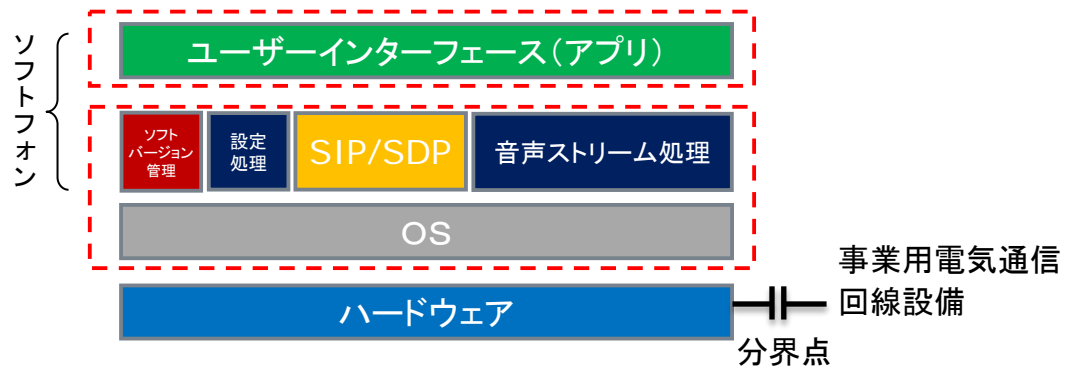 ソフトフォン
ユーザーインターフェース（アプリ）
ソフト
バージョン
管理
設定
処理
SIP/SDP
音声ストリーム処理
OS
ハードウェア
事業用電気通信
回線設備
分界点